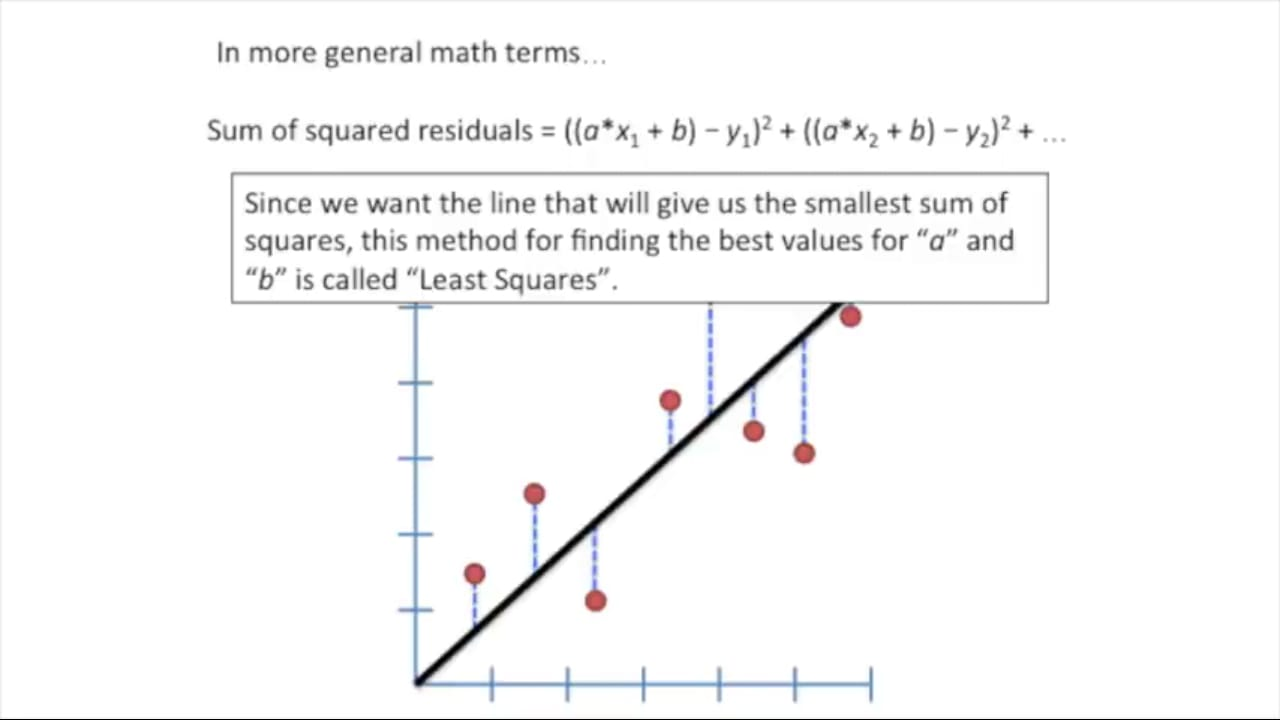 In more general math terms…
Sum of squared residuals = ((a*x₁ + b) − y₁)² + ((a*x₂ + b) − y₂)² + …
Since we want the line that will give us the smallest sum of
squares, this method for finding the best values for “a” and
“b” is called “Least Squares”.